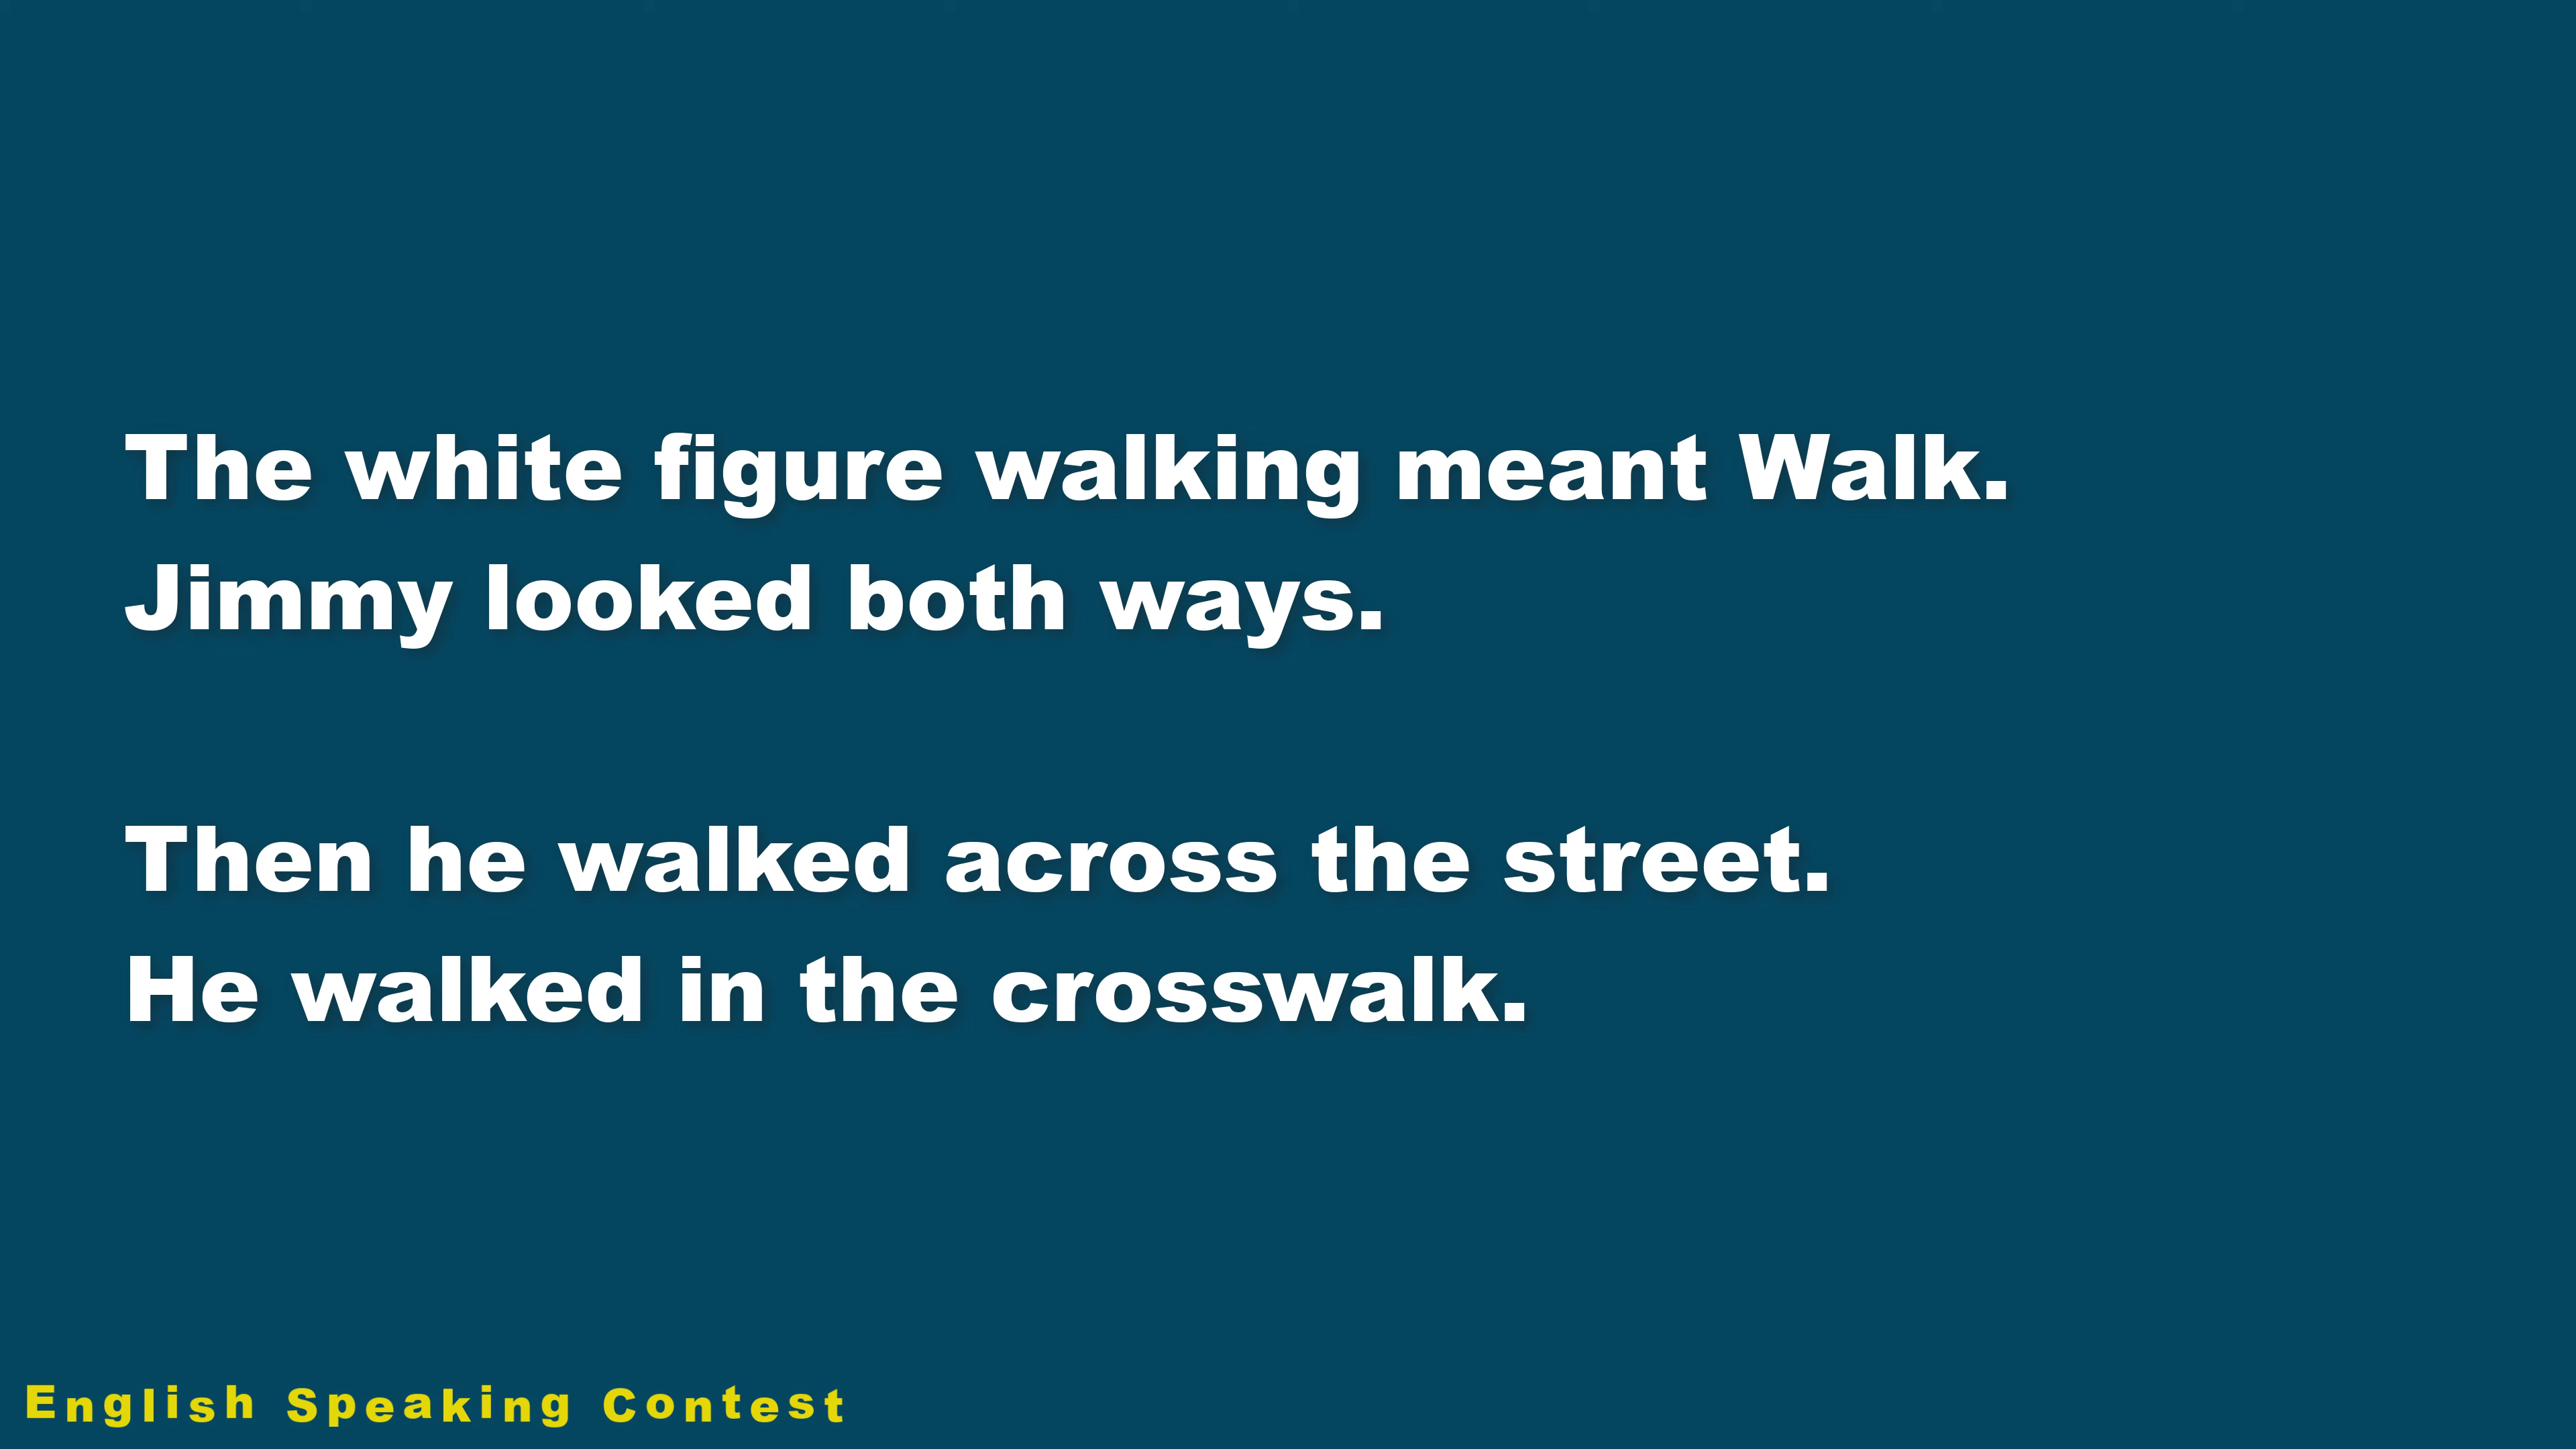 The white figure walking meant Walk.
Jimmy looked both ways.
Then he walked across the street.
He walked in the crosswalk.
English Speaking Contest